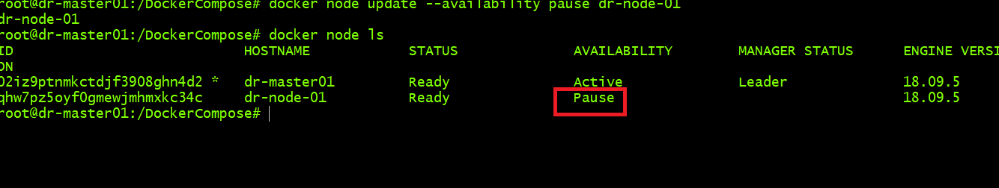 root@dr-master01:/DockerCompose# docker node update --availability pause dr-node-01
dr-node-01
root@dr-master01:/DockerCompose# docker node ls
ID HOSTNAME STATUS AVAILABILITY MANAGER STATUS ENGINE VERSI
ON
02iz9ptnmkctdjf3908ghn4d2 * dr-master01 Ready Active Leader 18.09.5
qhw7pz5oyf0gmewjmhmxkc34c dr-node-01 Ready Pause 18.09.5
root@dr-master01:/DockerCompose#